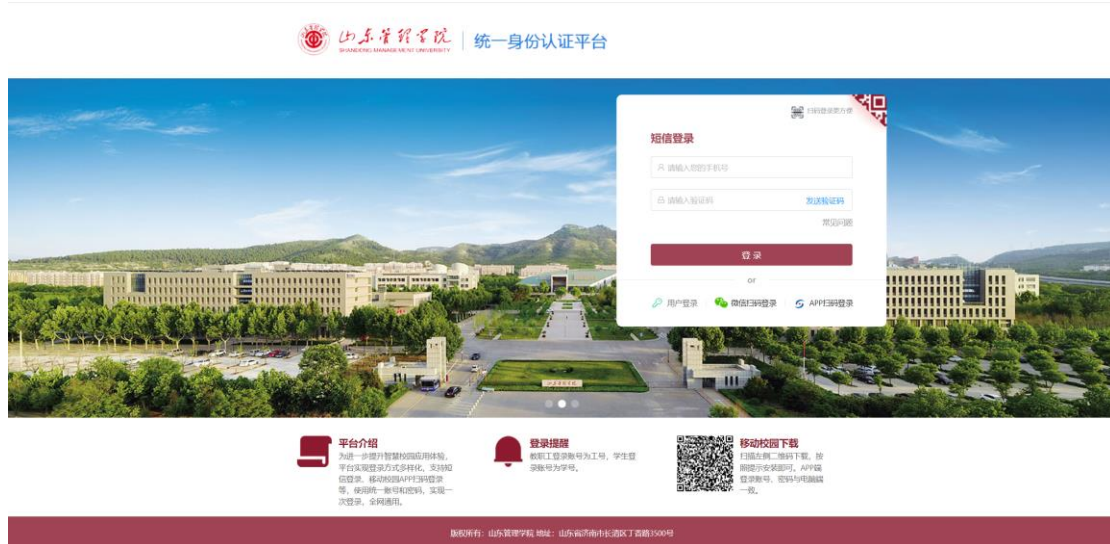 山东管理学院
SHANDONG MANAGEMENT UNIVERSITY
统一身份认证平台
扫码登录更方便
短信登录
请输入您的手机号
请输入验证码
发送验证码
常见问题
登录
or
用户登录
微信扫码登录
APP扫码登录
山东管理学院
平台介绍
为进一步提升智慧校园应用体验，
平台实现登录方式多样化，支持短
信登录、移动校园APP扫码登录
等，使用统一账号和密码，实现一
次登录，全网通用。
登录提醒
教职工登录账号为工号，学生登
录账号为学号。
移动校园下载
扫描左侧二维码下载，按
照提示安装即可。APP端
登录账号、密码与电脑端
一致。
版权所有：山东管理学院 地址：山东省济南市长清区丁香路3500号